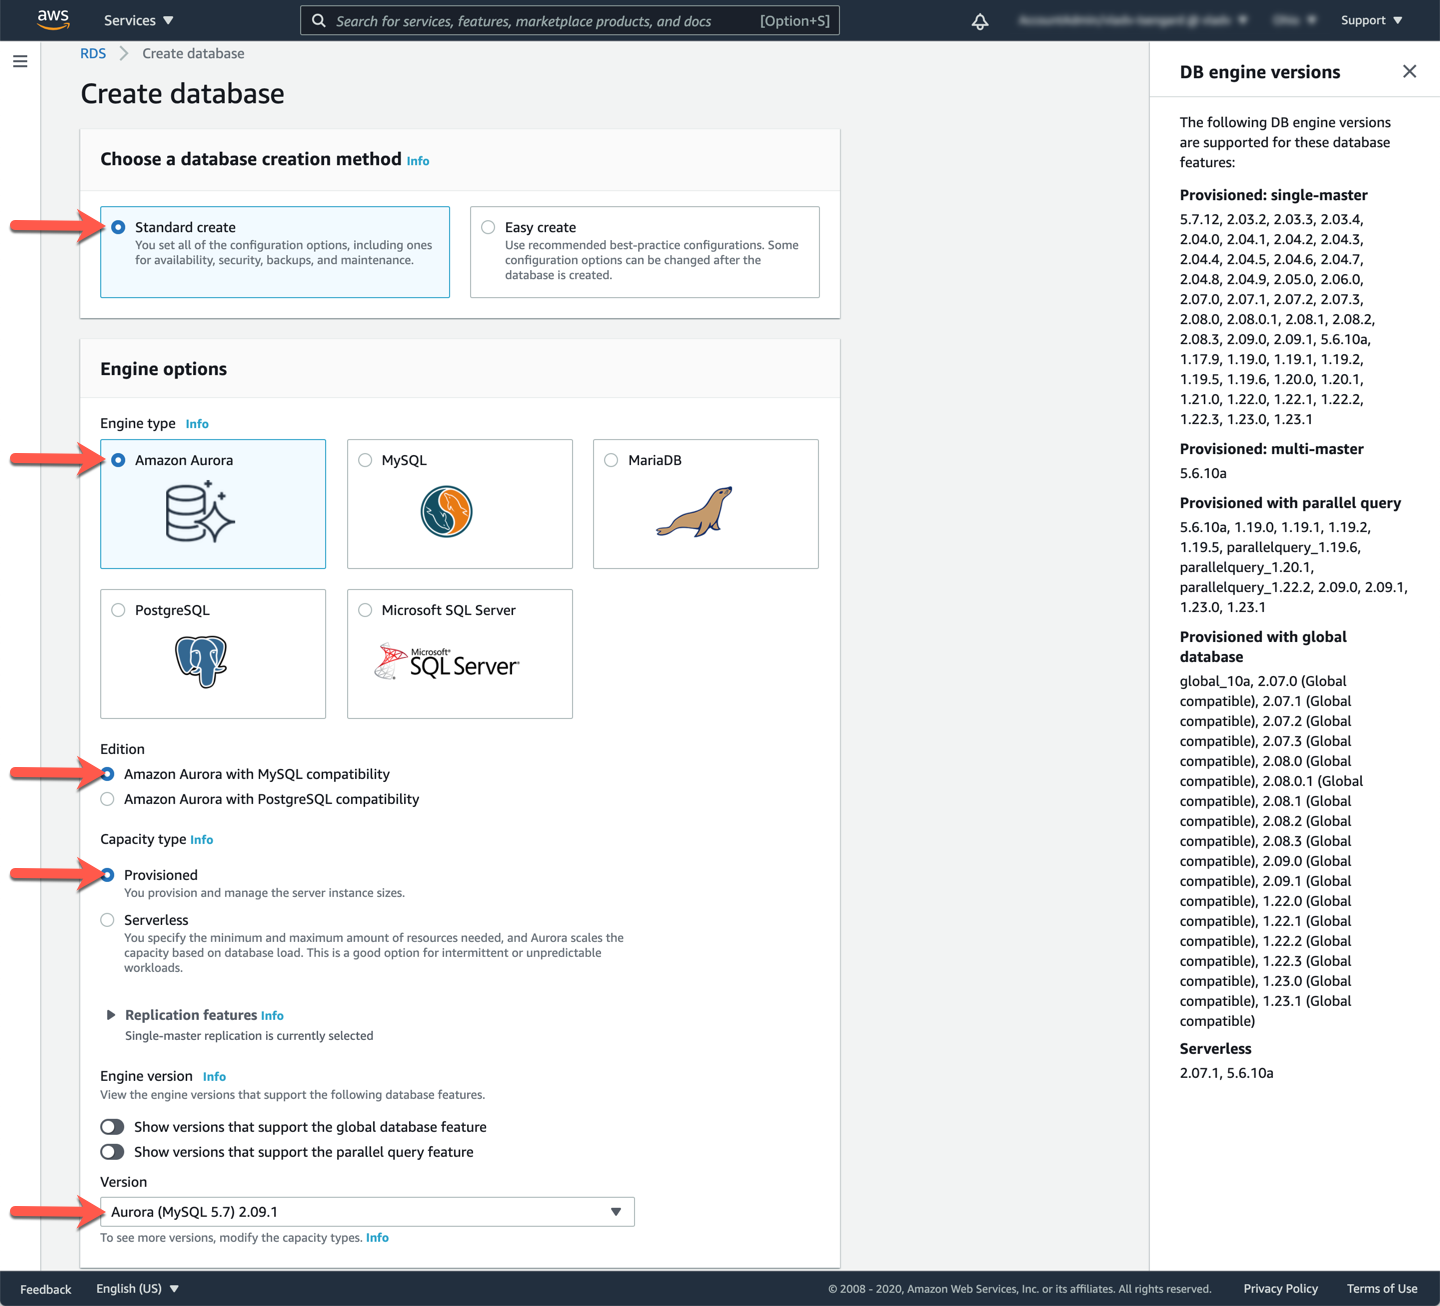 aws
Services
Search for services, features, marketplace products, and docs
[Option+S]
Support
RDS
Create database
Create database
Choose a database creation method Info
Standard create
You set all of the configuration options, including ones
for availability, security, backups, and maintenance.
Easy create
Use recommended best-practice configurations. Some
configuration options can be changed after the
database is created.
Engine options
Engine type Info
Amazon Aurora
MySQL
MariaDB
PostgreSQL
Microsoft SQL Server
Microsoft®
SQL Server
Edition
Amazon Aurora with MySQL compatibility
Amazon Aurora with PostgreSQL compatibility
Capacity type Info
Provisioned
You provision and manage the server instance sizes.
Serverless
You specify the minimum and maximum amount of resources needed, and Aurora scales the
capacity based on database load. This is a good option for intermittent or unpredictable
workloads.
Replication features Info
Single-master replication is currently selected
Engine version Info
View the engine versions that support the following database features.
Show versions that support the global database feature
Show versions that support the parallel query feature
Version
Aurora (MySQL 5.7) 2.09.1
To see more versions, modify the capacity types. Info
DB engine versions
The following DB engine versions
are supported for these database
features:
Provisioned: single-master
5.7.12, 2.03.2, 2.03.3, 2.03.4,
2.04.0, 2.04.1, 2.04.2, 2.04.3,
2.04.4, 2.04.5, 2.04.6, 2.04.7,
2.04.8, 2.04.9, 2.05.0, 2.06.0,
2.07.0, 2.07.1, 2.07.2, 2.07.3,
2.08.0, 2.08.0.1, 2.08.1, 2.08.2,
2.08.3, 2.09.0, 2.09.1, 5.6.10a,
1.17.9, 1.19.0, 1.19.1, 1.19.2,
1.19.5, 1.19.6, 1.20.0, 1.20.1,
1.21.0, 1.22.0, 1.22.1, 1.22.2,
1.22.3, 1.23.0, 1.23.1
Provisioned: multi-master
5.6.10a
Provisioned with parallel query
5.6.10a, 1.19.0, 1.19.1, 1.19.2,
1.19.5, parallelquery_1.19.6,
parallelquery_1.20.1,
parallelquery_1.22.2, 2.09.0, 2.09.1,
1.23.0, 1.23.1
Provisioned with global
database
global_10a, 2.07.0 (Global
compatible), 2.07.1 (Global
compatible), 2.07.2 (Global
compatible), 2.07.3 (Global
compatible), 2.08.0 (Global
compatible), 2.08.0.1 (Global
compatible), 2.08.1 (Global
compatible), 2.08.2 (Global
compatible), 2.08.3 (Global
compatible), 2.09.0 (Global
compatible), 2.09.1 (Global
compatible), 1.22.0 (Global
compatible), 1.22.1 (Global
compatible), 1.22.2 (Global
compatible), 1.22.3 (Global
compatible), 1.23.0 (Global
compatible), 1.23.1 (Global
compatible)
Serverless
2.07.1, 5.6.10a
Feedback
English (US)
© 2008 - 2020, Amazon Web Services, Inc. or its affiliates. All rights reserved.
Privacy Policy
Terms of Use